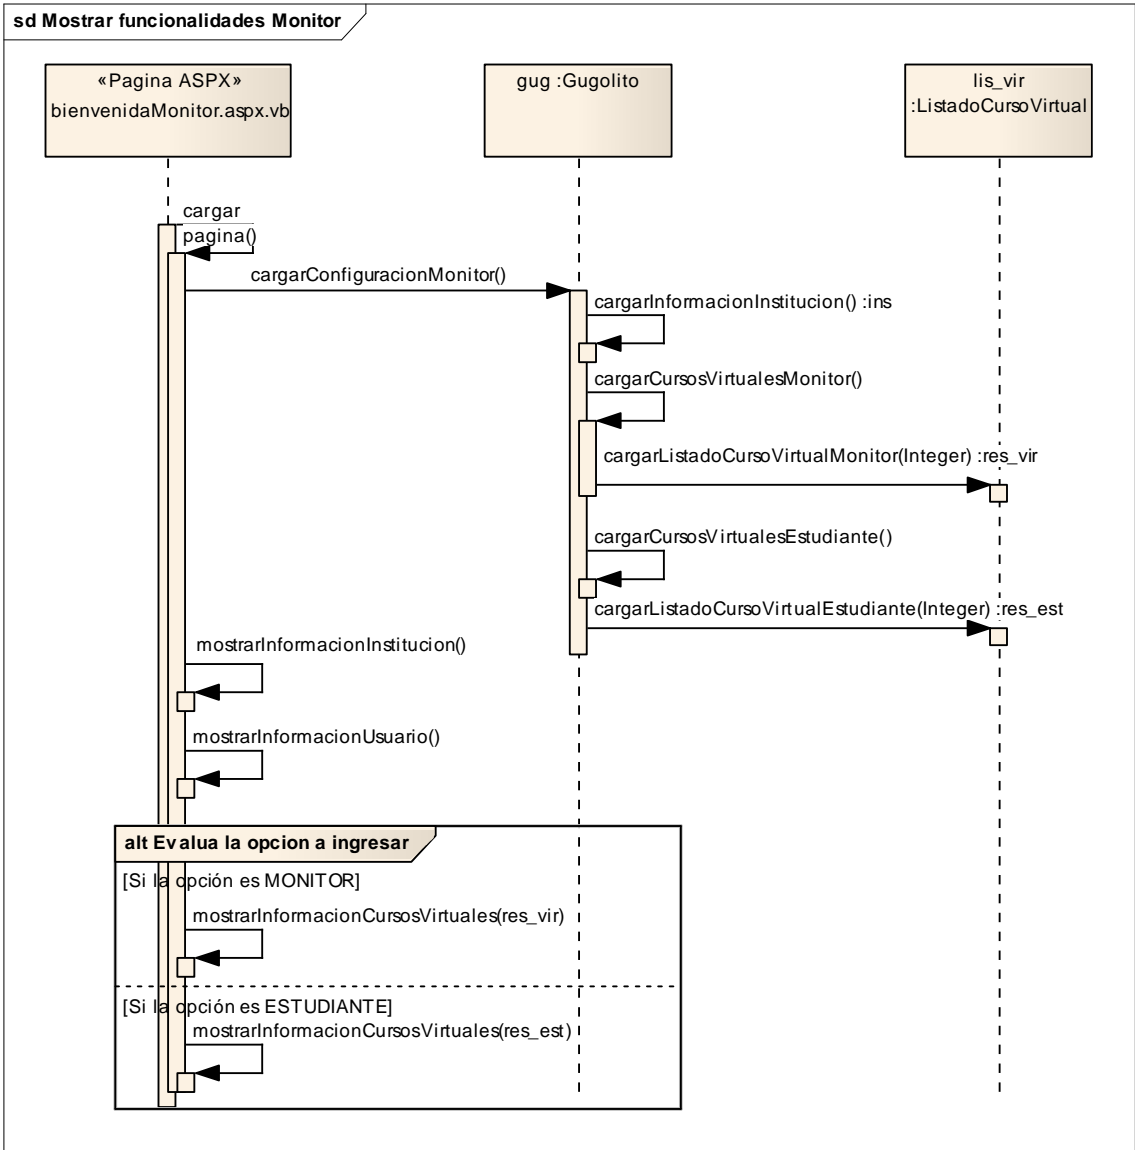 sd Mostrar funcionalidades Monitor
«Pagina ASPX»
bienvenidaMonitor.aspx.vb
gug :Gugolito
lis_vir
:ListadoCursoVirtual
cargar
pagina()
cargarConfiguracionMonitor()
cargarInformacionInstitucion() :ins
cargarCursosVirtualesMonitor()
cargarListadoCursoVirtualMonitor(Integer) :res_vir
cargarCursosVirtualesEstudiante()
cargarListadoCursoVirtualEstudiante(Integer) :res_est
mostrarInformacionInstitucion()
mostrarInformacionUsuario()
alt Evalua la opcion a ingresar
[Si la opción es MONITOR]
mostrarInformacionCursosVirtuales(res_vir)
[Si la opción es ESTUDIANTE]
mostrarInformacionCursosVirtuales(res_est)